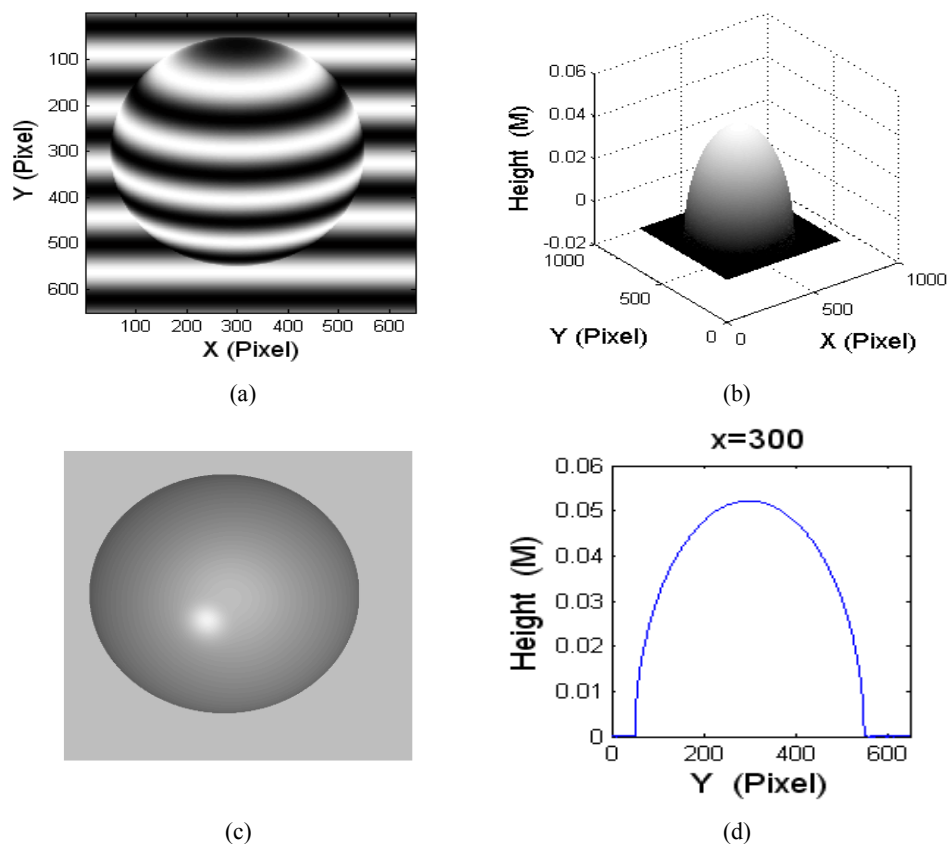 100
200
300
400
500
600
Y (Pixel)
100 200 300 400 500 600
X (Pixel)
(a)
0.06
0.04
0.02
0
-0.02
Height (M)
1000
500
0
Y (Pixel)
0
500
1000
X (Pixel)
(b)
(c)
x=300
0.06
0.05
0.04
0.03
0.02
0.01
0
Height (M)
0 200 400 600
Y (Pixel)
(d)